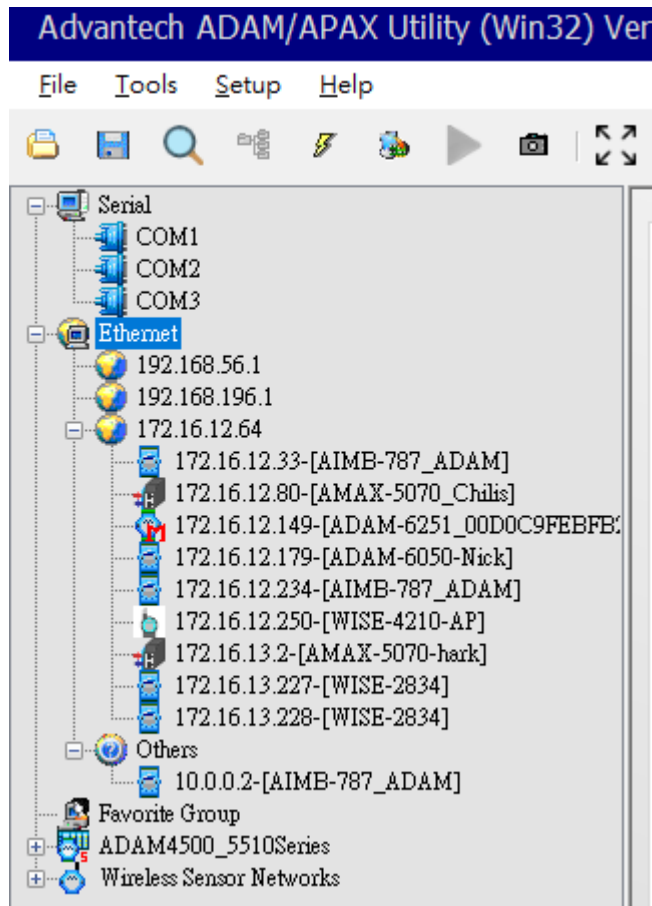 Advantech ADAM/APAX Utility (Win32) Ver
File Tools Setup Help
Serial
COM1
COM2
COM3
Ethernet
192.168.56.1
192.168.196.1
172.16.12.64
172.16.12.33-[AIMB-787_ADAM]
172.16.12.80-[AMAX-5070_Chilis]
172.16.12.149-[ADAM-6251_00D0C9FEBFB2
172.16.12.179-[ADAM-6050-Nick]
172.16.12.234-[AIMB-787_ADAM]
172.16.12.250-[WISE-4210-AP]
172.16.13.2-[AMAX-5070-hark]
172.16.13.227-[WISE-2834]
172.16.13.228-[WISE-2834]
Others
10.0.0.2-[AIMB-787_ADAM]
Favorite Group
ADAM4500_5510Series
Wireless Sensor Networks